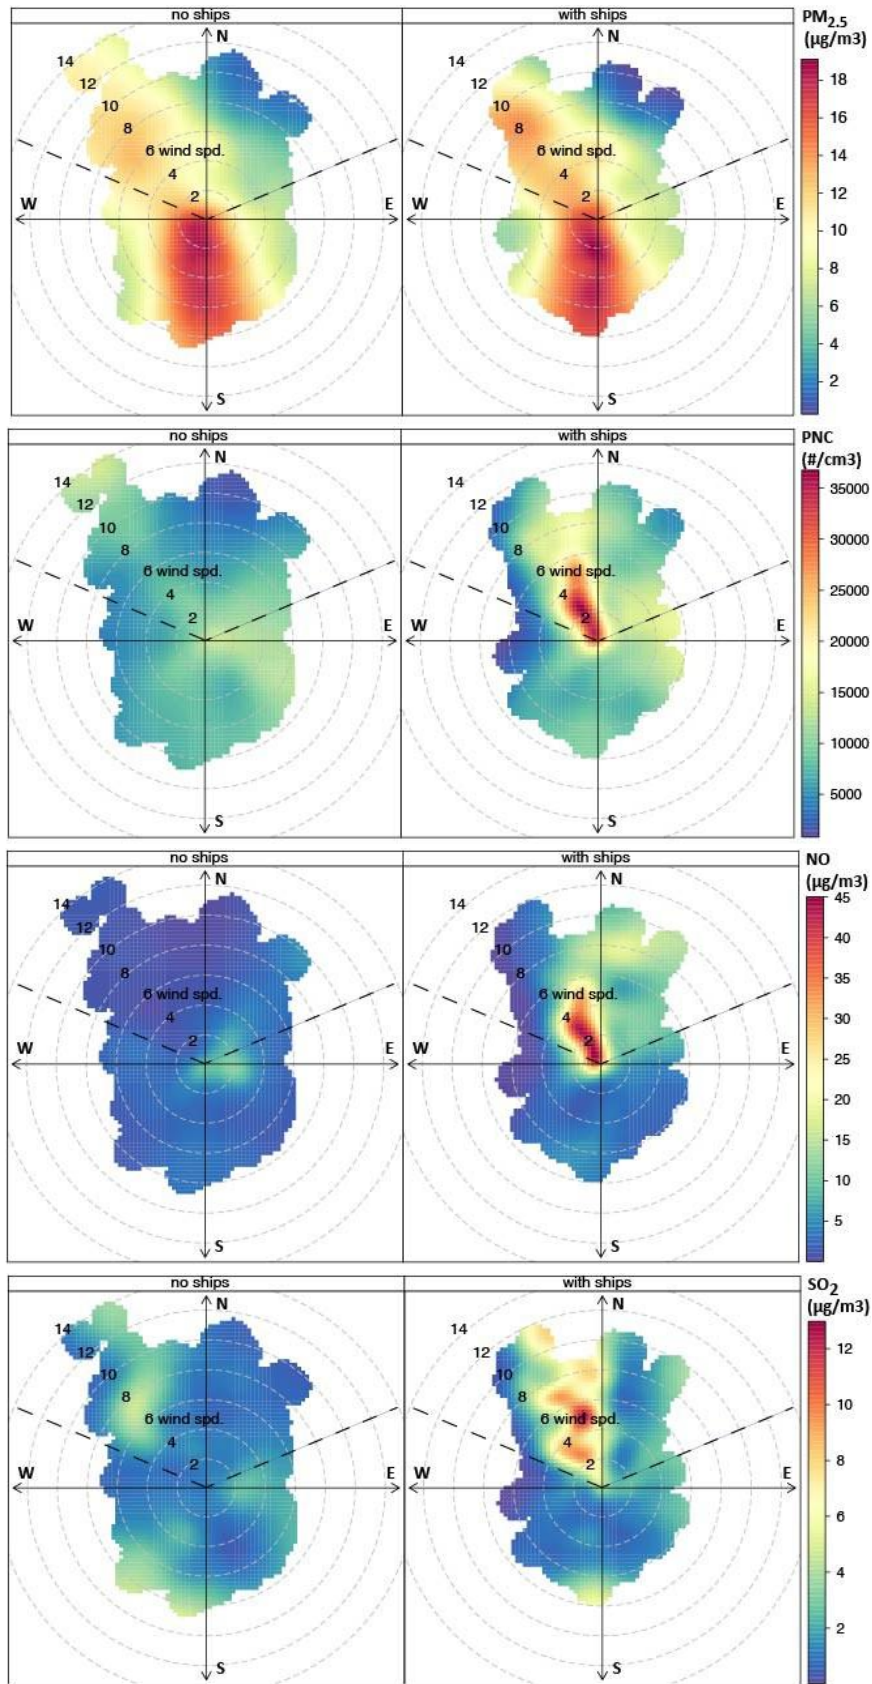 no ships with ships PM2.5
(µg/m3)
N N
14 14
12 12
10 10
8 8
6 wind spd. 6 wind spd.
4 4
2 2
W E W E
S S
18
16
14
12
10
8
6
4
2
no ships with ships PNC
(#/cm3)
N N
14 14
12 12
10 10
8 8
6 wind spd. 6 wind spd.
4 4
2 2
W E W E
S S
35000
30000
25000
20000
15000
10000
5000
no ships with ships NO
(µg/m3)
N N
14 14
12 12
10 10
8 8
6 wind spd. 6 wind spd.
4 4
2 2
W E W E
S S
45
40
35
30
25
20
15
10
5
no ships with ships SO2
(µg/m3)
N N
14 14
12 12
10 10
8 8
6 wind spd. 6 wind spd.
4 4
2 2
W E W E
S S
12
10
8
6
4
2